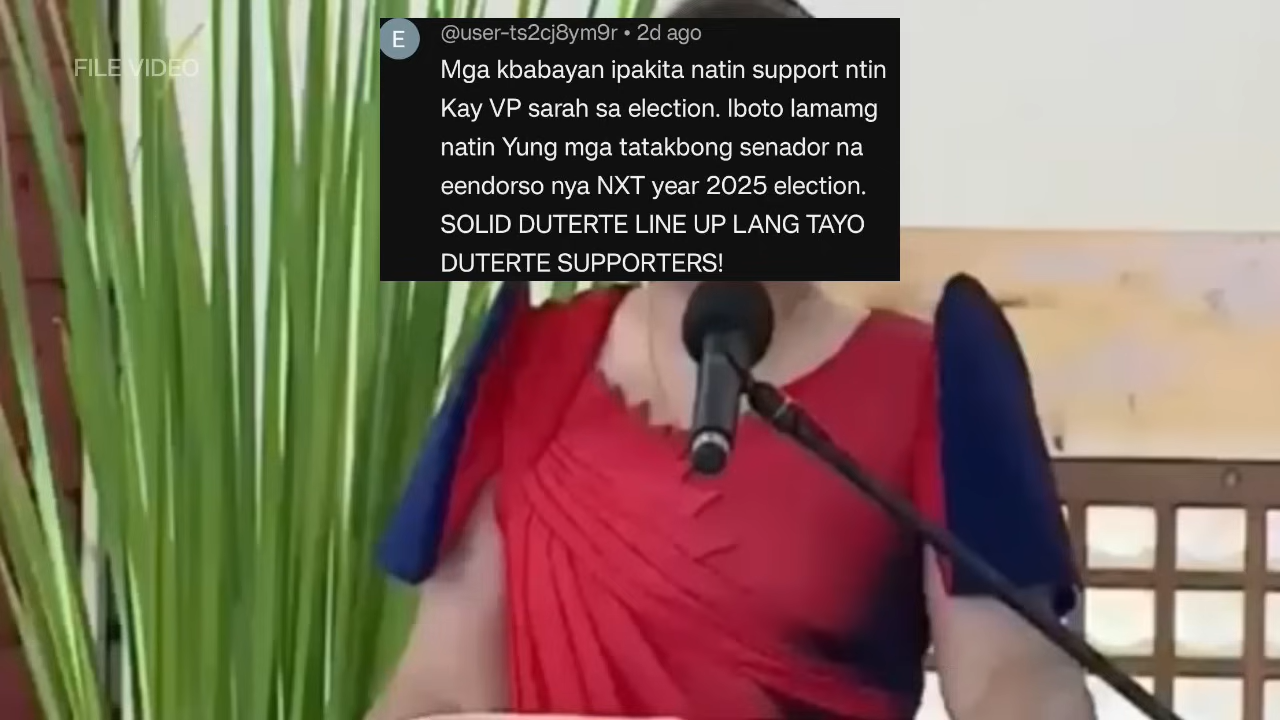 FILE VIDEO
E
@user-ts2cj8ym9r • 2d ago
Mga kbabayan ipakita natin support ntin
Kay VP sarah sa election. Iboto lamamg
natin Yung mga tatakbong senador na
eendorso nya NXT year 2025 election.
SOLID DUTERTE LINE UP LANG TAYO
DUTERTE SUPPORTERS!